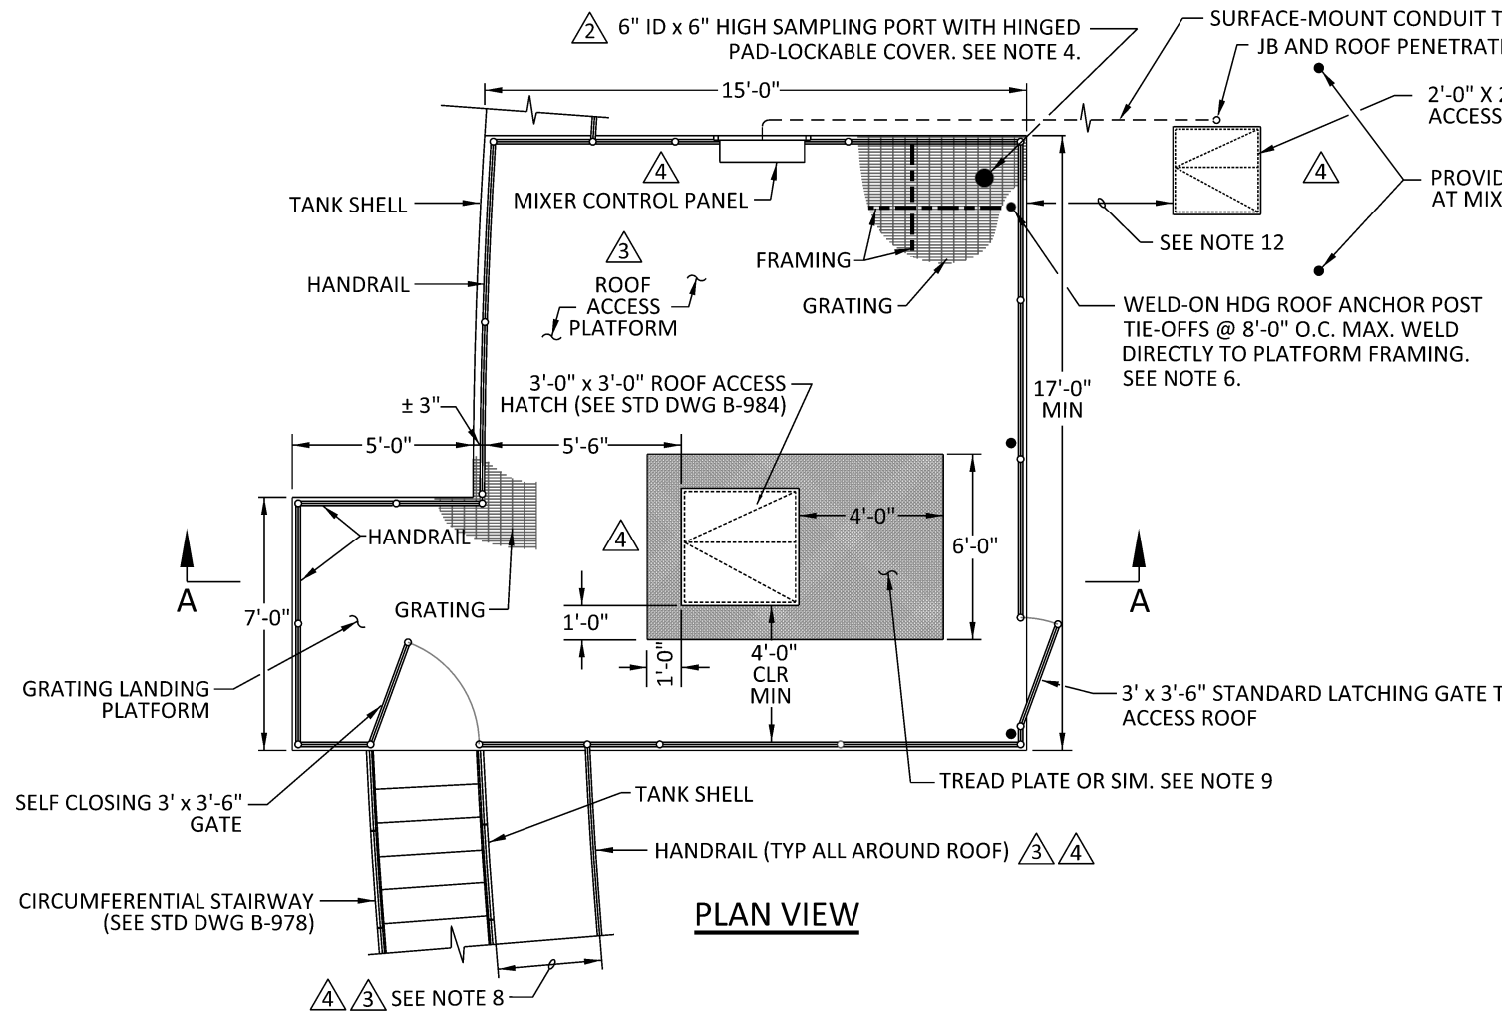 2
6" ID x 6" HIGH SAMPLING PORT WITH HINGED
PAD-LOCKABLE COVER. SEE NOTE 4.
SURFACE-MOUNT CONDUIT T
JB AND ROOF PENETRATI
15'-0"
2'-0" X 2
ACCESS
4
4
MIXER CONTROL PANEL
PROVID
AT MIX
TANK SHELL
SEE NOTE 12
3
FRAMING
HANDRAIL
ROOF
ACCESS
PLATFORM
GRATING
WELD-ON HDG ROOF ANCHOR POST
TIE-OFFS @ 8'-0" O.C. MAX. WELD
DIRECTLY TO PLATFORM FRAMING.
SEE NOTE 6.
3'-0" x 3'-0" ROOF ACCESS
HATCH (SEE STD DWG B-984)
17'-0"
MIN
± 3"
5'-0"
5'-6"
4'-0"
6'-0"
4
HANDRAIL
A
A
GRATING
7'-0"
1'-0"
1'-0"
4'-0"
CLR
MIN
GRATING LANDING
PLATFORM
3' x 3'-6" STANDARD LATCHING GATE T
ACCESS ROOF
TREAD PLATE OR SIM. SEE NOTE 9
SELF CLOSING 3' x 3'-6"
GATE
TANK SHELL
HANDRAIL (TYP ALL AROUND ROOF)
3
4
CIRCUMFERENTIAL STAIRWAY
(SEE STD DWG B-978)
PLAN VIEW
4
3
SEE NOTE 8